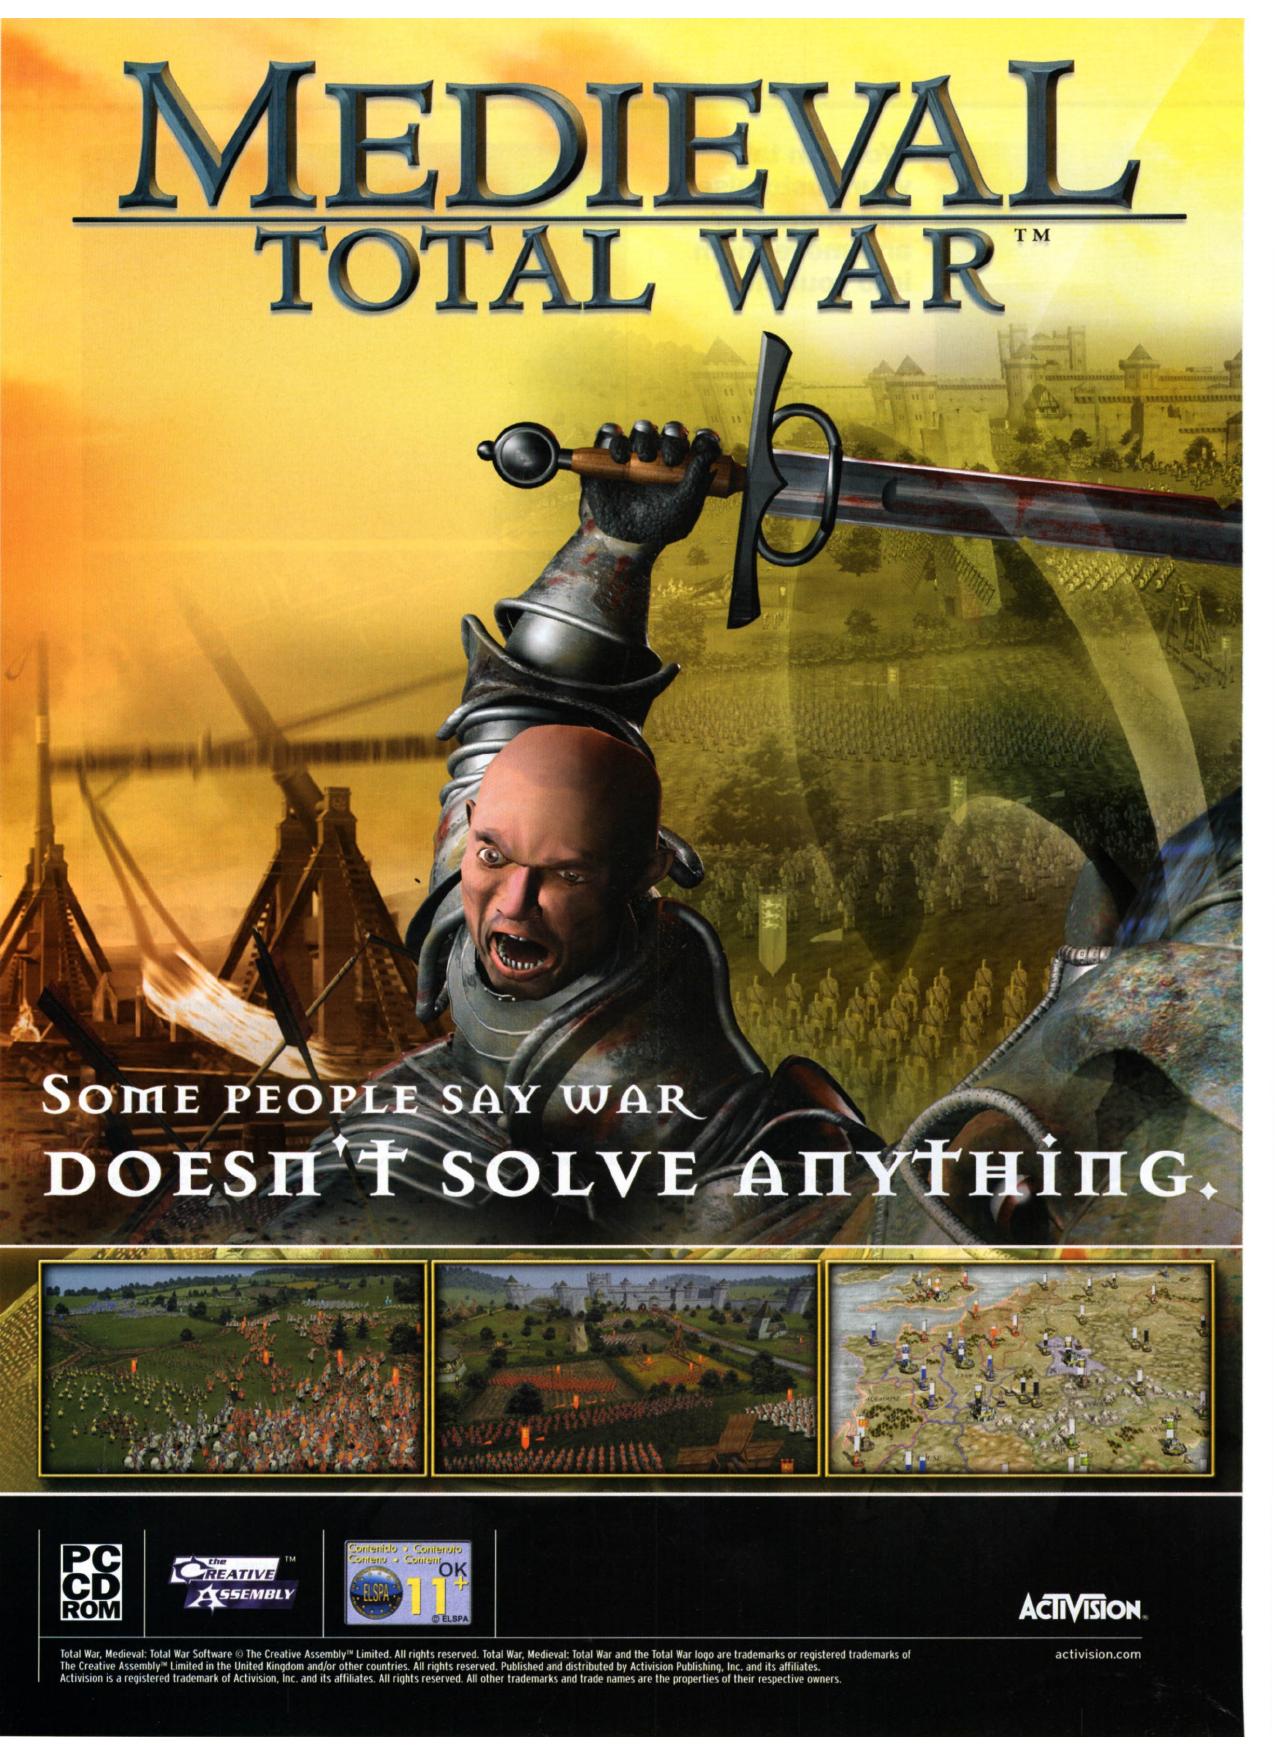 MEDIEVAL
TOTAL WAR™
SOME PEOPLE SAY WAR
DOESN'T SOLVE ANYTHING.
PC
CD
ROM
the
CREATIVE
ASSEMBLY™
Contenido • Contenuto
Contenu • Content
OK
ELSPA
11+
© ELSPA
ACTIVISION®
activision.com
Total War, Medieval: Total War Software © The Creative Assembly™ Limited. All rights reserved. Total War, Medieval: Total War and the Total War logo are trademarks or registered trademarks of
The Creative Assembly™ Limited in the United Kingdom and/or other countries. All rights reserved. Published and distributed by Activision Publishing, Inc. and its affiliates.
Activision is a registered trademark of Activision, Inc. and its affiliates. All rights reserved. All other trademarks and trade names are the properties of their respective owners.